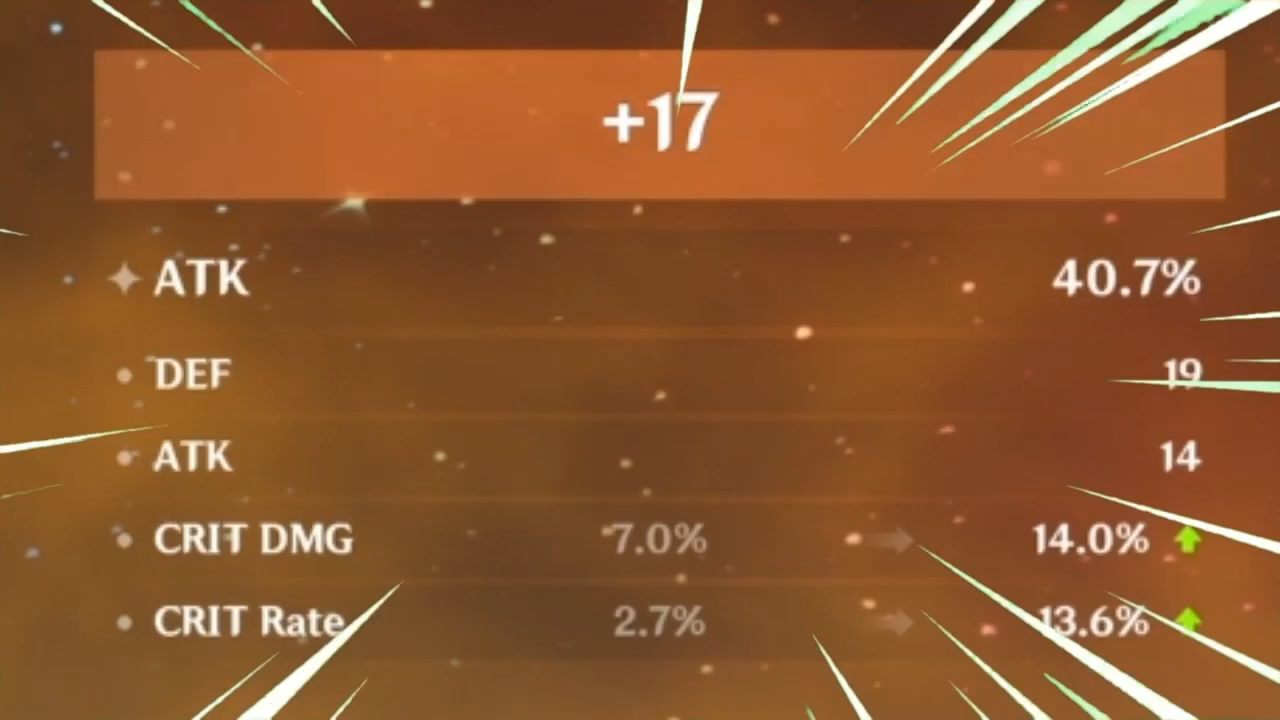 +17
ATK 40.7%
DEF 19
ATK 14
CRIT DMG 7.0% 14.0%
CRIT Rate 2.7% 13.6%